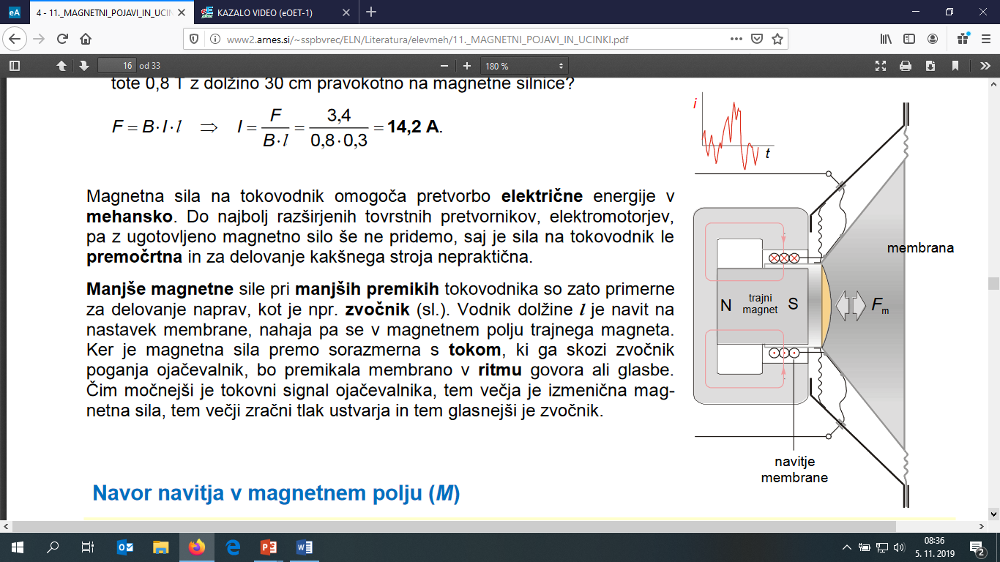 eA
4 - 11._MAGNETNI_POJAVI_IN_UCIN
KAZALO VIDEO (eOET-1)
www2.arnes.si/~sspbvrec/ELN/Literatura/elevmeh/11._MAGNETNI_POJAVI_IN_UCINKI.pdf
16 od 33
180 %
tote 0,8 T z dolžino 30 cm pravokotno na magnetne silnice?
F = B · I · l ⇒ I = F / (B · l) = 3,4 / (0,8 · 0,3) = 14,2 A.
Magnetna sila na tokovodnik omogoča pretvorbo električne energije v
mehansko. Do najbolj razširjenih tovrstnih pretvornikov, elektromotorjev,
pa z ugotovljeno magnetno silo še ne pridemo, saj je sila na tokovodnik le
premočrtna in za delovanje kakšnega stroja nepraktična.
Manjše magnetne sile pri manjših premikih tokovodnika so zato primerne
za delovanje naprav, kot je npr. zvočnik (sl.). Vodnik dolžine l je navit na
nastavek membrane, nahaja pa se v magnetnem polju trajnega magneta.
Ker je magnetna sila premo sorazmerna s tokom, ki ga skozi zvočnik
poganja ojačevalnik, bo premikala membrano v ritmu govora ali glasbe.
Čim močnejši je tokovni signal ojačevalnika, tem večja je izmenična mag-
netna sila, tem večji zračni tlak ustvarja in tem glasnejši je zvočnik.
i
t
membrana
N
trajni
magnet
S
Fm
navitje
membrane
Navor navitja v magnetnem polju (M)
08:36
5. 11. 2019
2